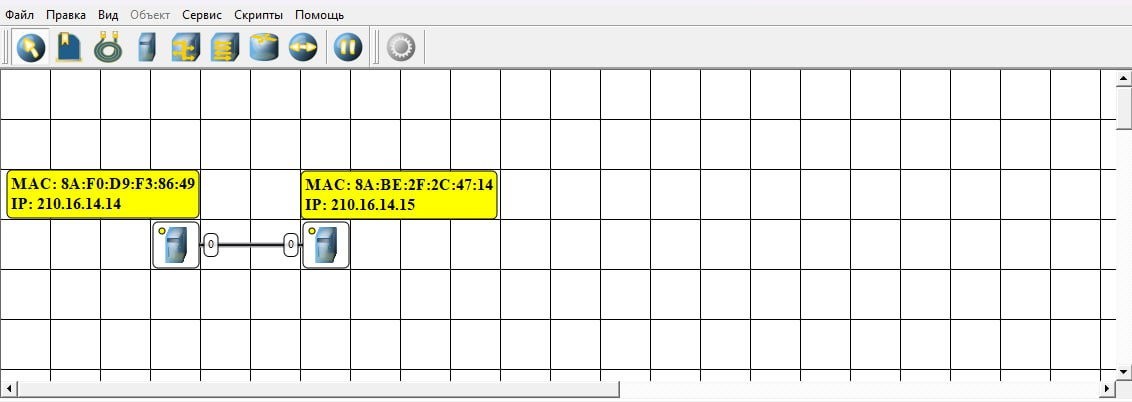 Файл Правка Вид Объект Сервис Скрипты Помощь
MAC: 8A:F0:D9:F3:86:49
IP: 210.16.14.14
MAC: 8A:BE:2F:2C:47:14
IP: 210.16.14.15
0 0